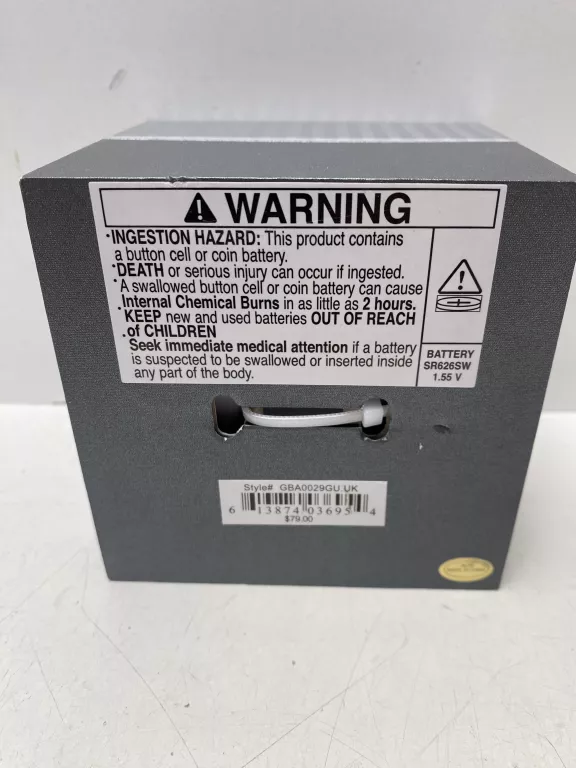 WARNING
·INGESTION HAZARD: This product contains
a button cell or coin battery.
·DEATH or serious injury can occur if ingested.
·A swallowed button cell or coin battery can cause
Internal Chemical Burns in as little as 2 hours.
·KEEP new and used batteries OUT OF REACH
of CHILDREN
·Seek immediate medical attention if a battery
is suspected to be swallowed or inserted inside
any part of the body.
BATTERY
SR626SW
1.55 V
Style# GBA0029GU.UK
6 13874 03695 4
$79.00